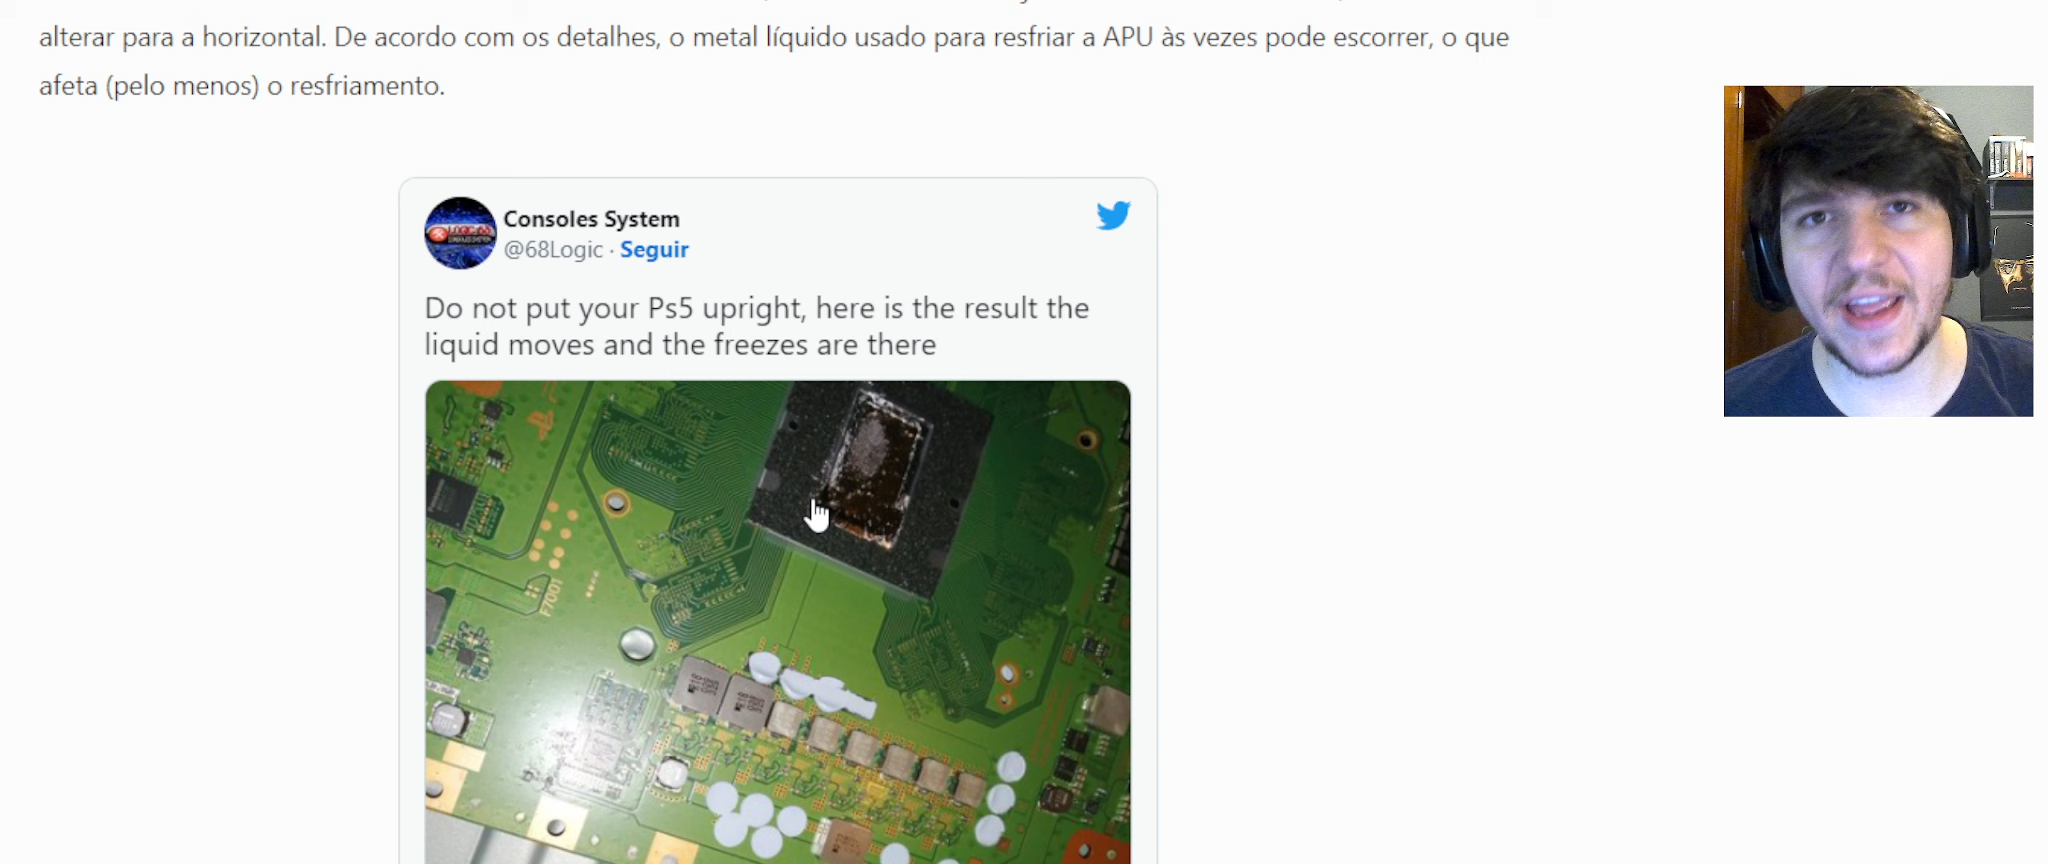 alterar para a horizontal. De acordo com os detalhes, o metal líquido usado para resfriar a APU às vezes pode escorrer, o que
afeta (pelo menos) o resfriamento.
Consoles System
@68Logic · Seguir
Do not put your Ps5 upright, here is the result the
liquid moves and the freezes are there
F7001